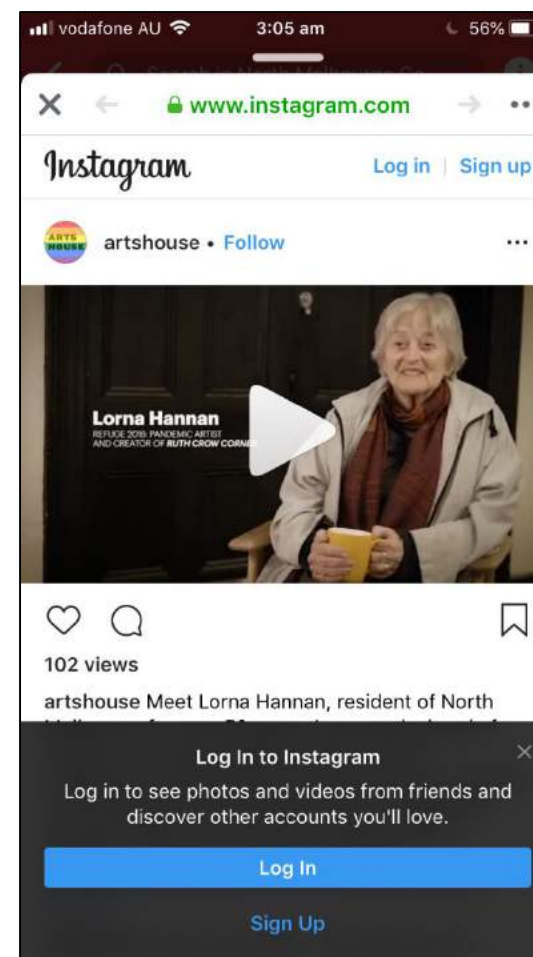 vodafone AU 3:05 am 56%
www.instagram.com
Instagram Log in Sign up
ARTS
HOUSE
artshouse • Follow
Lorna Hannan
REFUGE 2018: PANDEMIC ARTIST
AND CREATOR OF RUTH CROW CORNER
102 views
artshouse Meet Lorna Hannan, resident of North
Log In to Instagram
Log in to see photos and videos from friends and
discover other accounts you'll love.
Log In
Sign Up